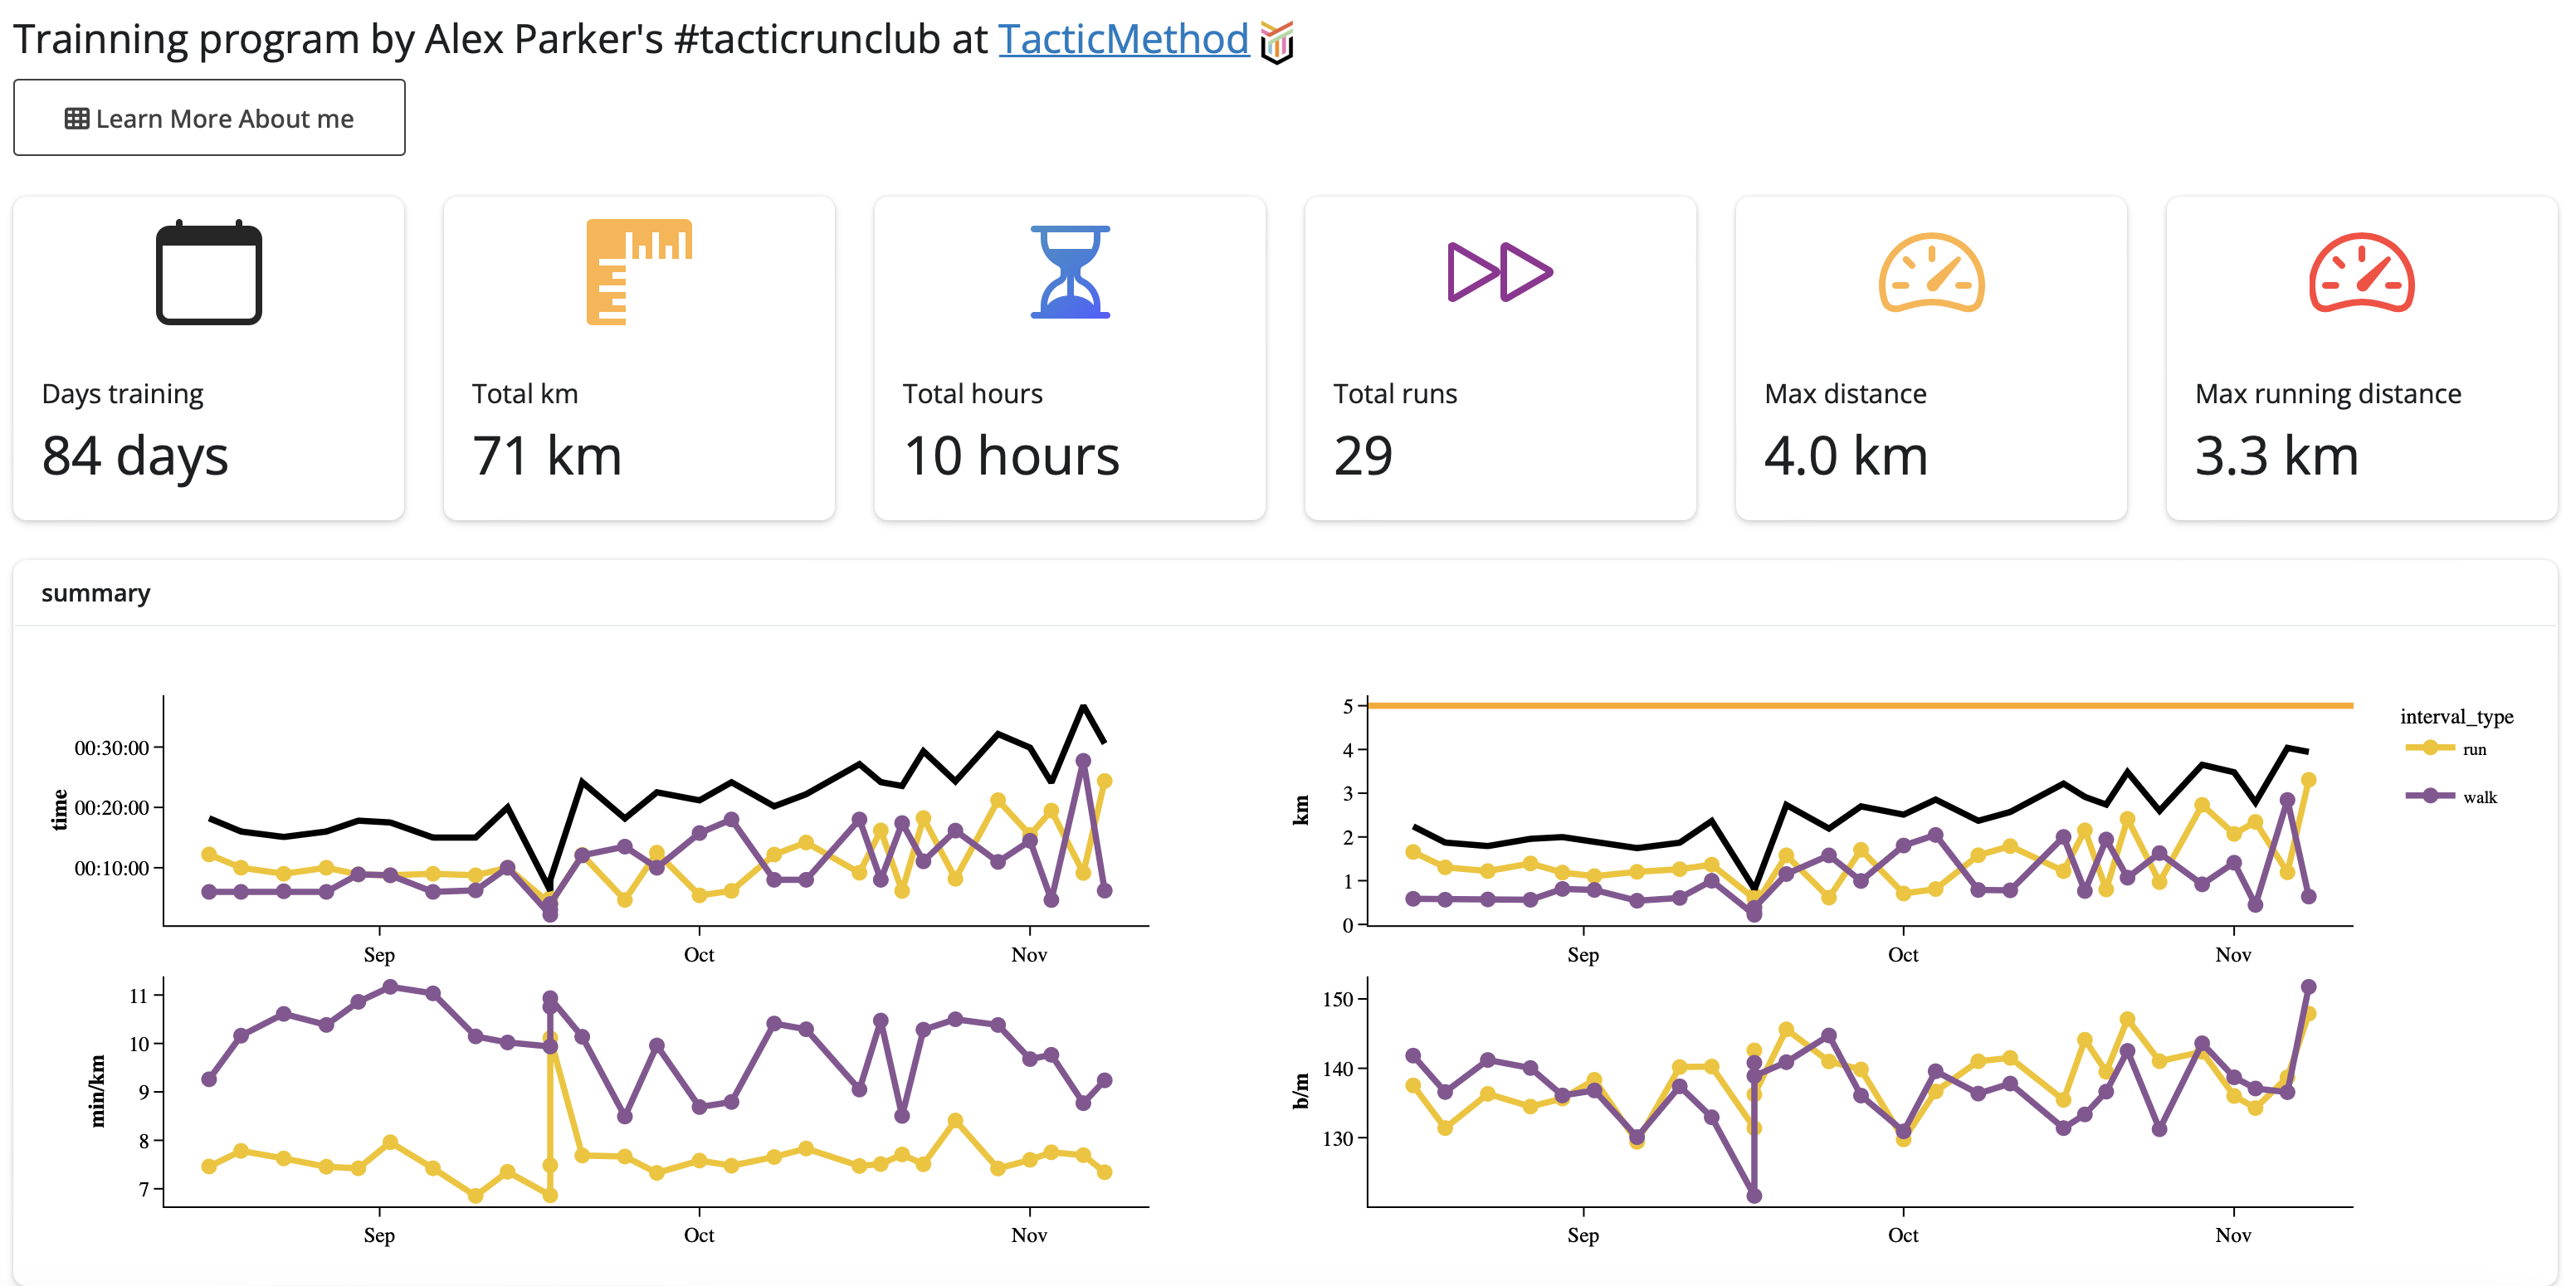 Trainning program by Alex Parker's #tacticrunclub at TacticMethod
Learn More About me
Days training
84 days
Total km
71 km
Total hours
10 hours
Total runs
29
Max distance
4.0 km
Max running distance
3.3 km
summary
time
00:30:00
00:20:00
00:10:00
Sep Oct Nov
km
5
4
3
2
1
0
Sep Oct Nov
interval_type
run
walk
min/km
11
10
9
8
7
Sep Oct Nov
b/m
150
140
130
Sep Oct Nov